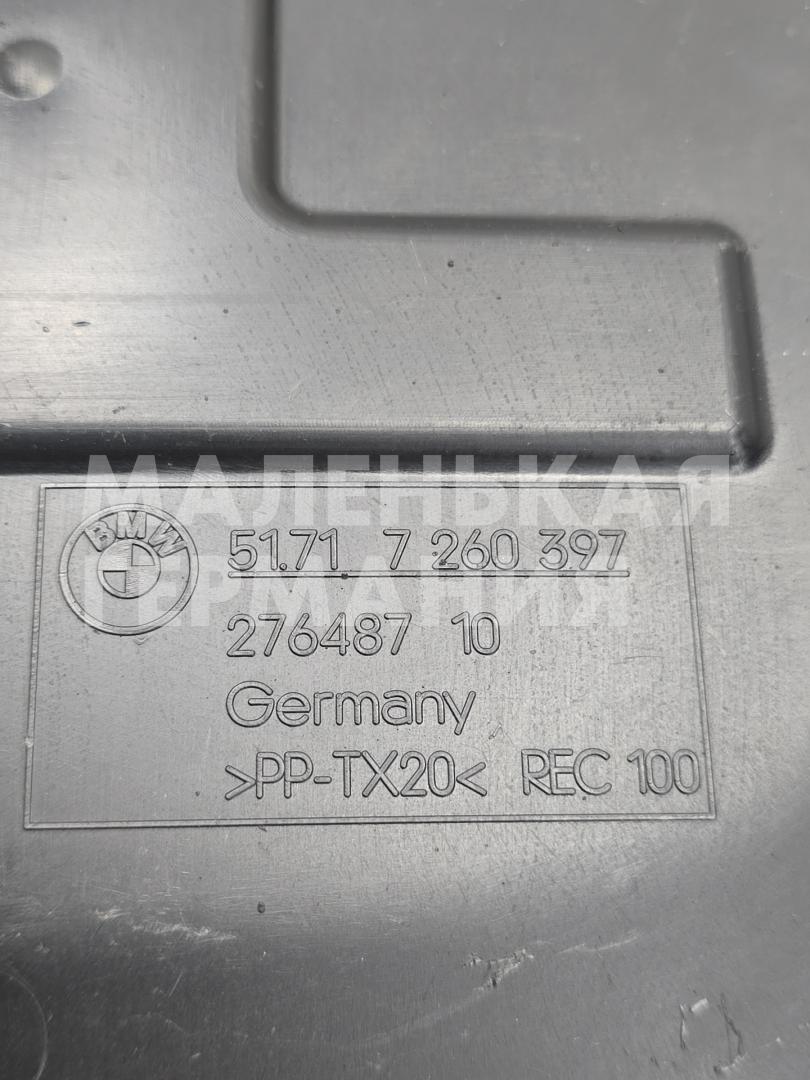 МАЛЕНЬКАЯ
ГЕРМАНИЯ
BMW
51.71 7 260 397
276487 10
Germany
>PP-TX20< REC 100